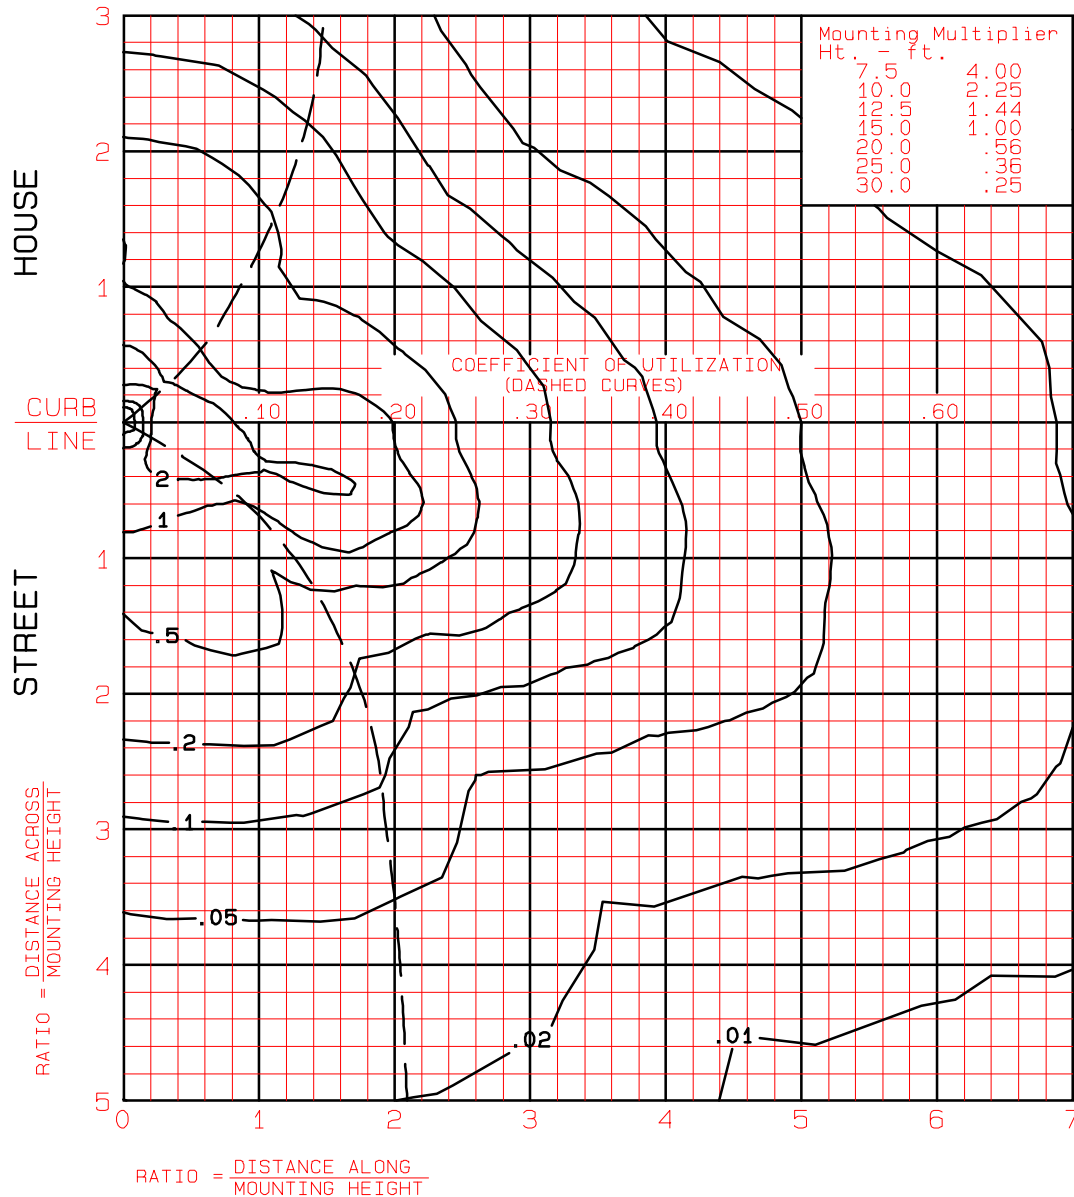 3
Mounting Multiplier
Ht. - ft.
7.5 4.00
10.0 2.25
12.5 1.44
15.0 1.00
20.0 .56
25.0 .36
30.0 .25
2
HOUSE
1
COEFFICIENT OF UTILIZATION
(DASHED CURVES)
CURB
LINE
.10 .20 .30 .40 .50 .60
2
1
1
STREET
.5
2
.2
.1
3
.05
4
.02
.01
5
RATIO = DISTANCE ACROSS
MOUNTING HEIGHT
0 1 2 3 4 5 6 7
RATIO = DISTANCE ALONG
MOUNTING HEIGHT